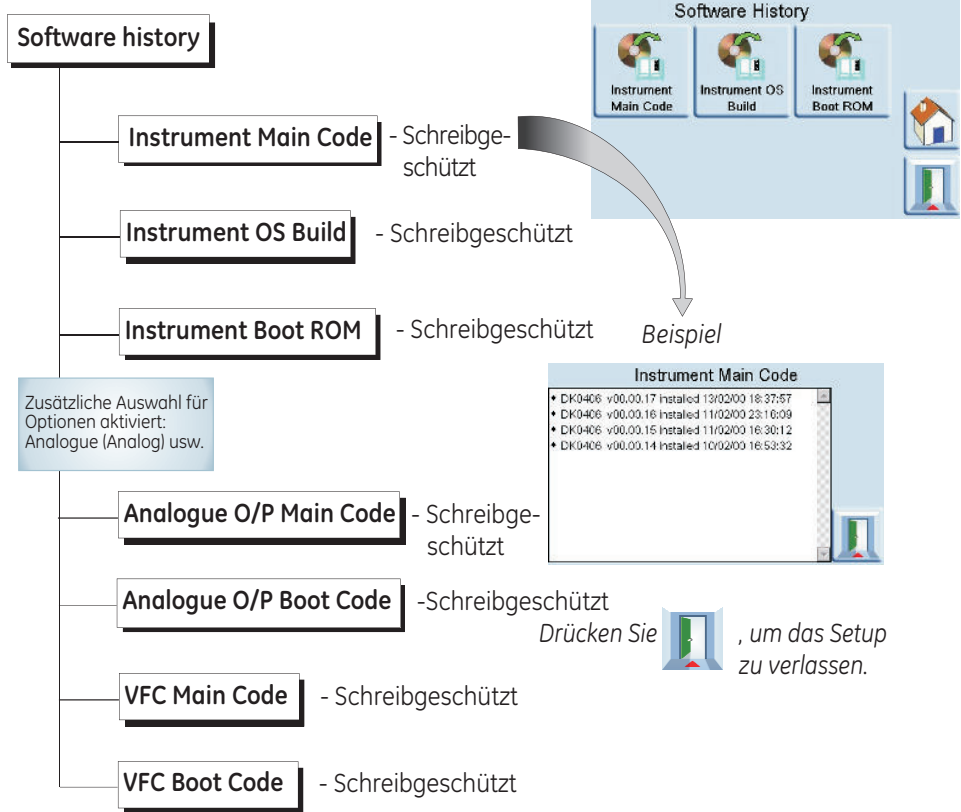 Software history
Software History
Instrument
Main Code
Instrument OS
Build
Instrument
Boot ROM
Instrument Main Code
- Schreibge-
schützt
Instrument OS Build
- Schreibgeschützt
Instrument Boot ROM
- Schreibgeschützt
Beispiel
Zusätzliche Auswahl für
Optionen aktiviert:
Analogue (Analog) usw.
Instrument Main Code
◆ DK0406 v00.00.17 installed 13/02/00 18:37:57
◆ DK0406 v00.00.16 installed 11/02/00 23:16:09
◆ DK0406 v00.00.15 installed 11/02/00 16:30:12
◆ DK0406 v00.00.14 installed 10/02/00 16:53:32
Analogue O/P Main Code
- Schreibge-
schützt
Analogue O/P Boot Code
-Schreibgeschützt
Drücken Sie , um das Setup
zu verlassen.
VFC Main Code
- Schreibgeschützt
VFC Boot Code
- Schreibgeschützt